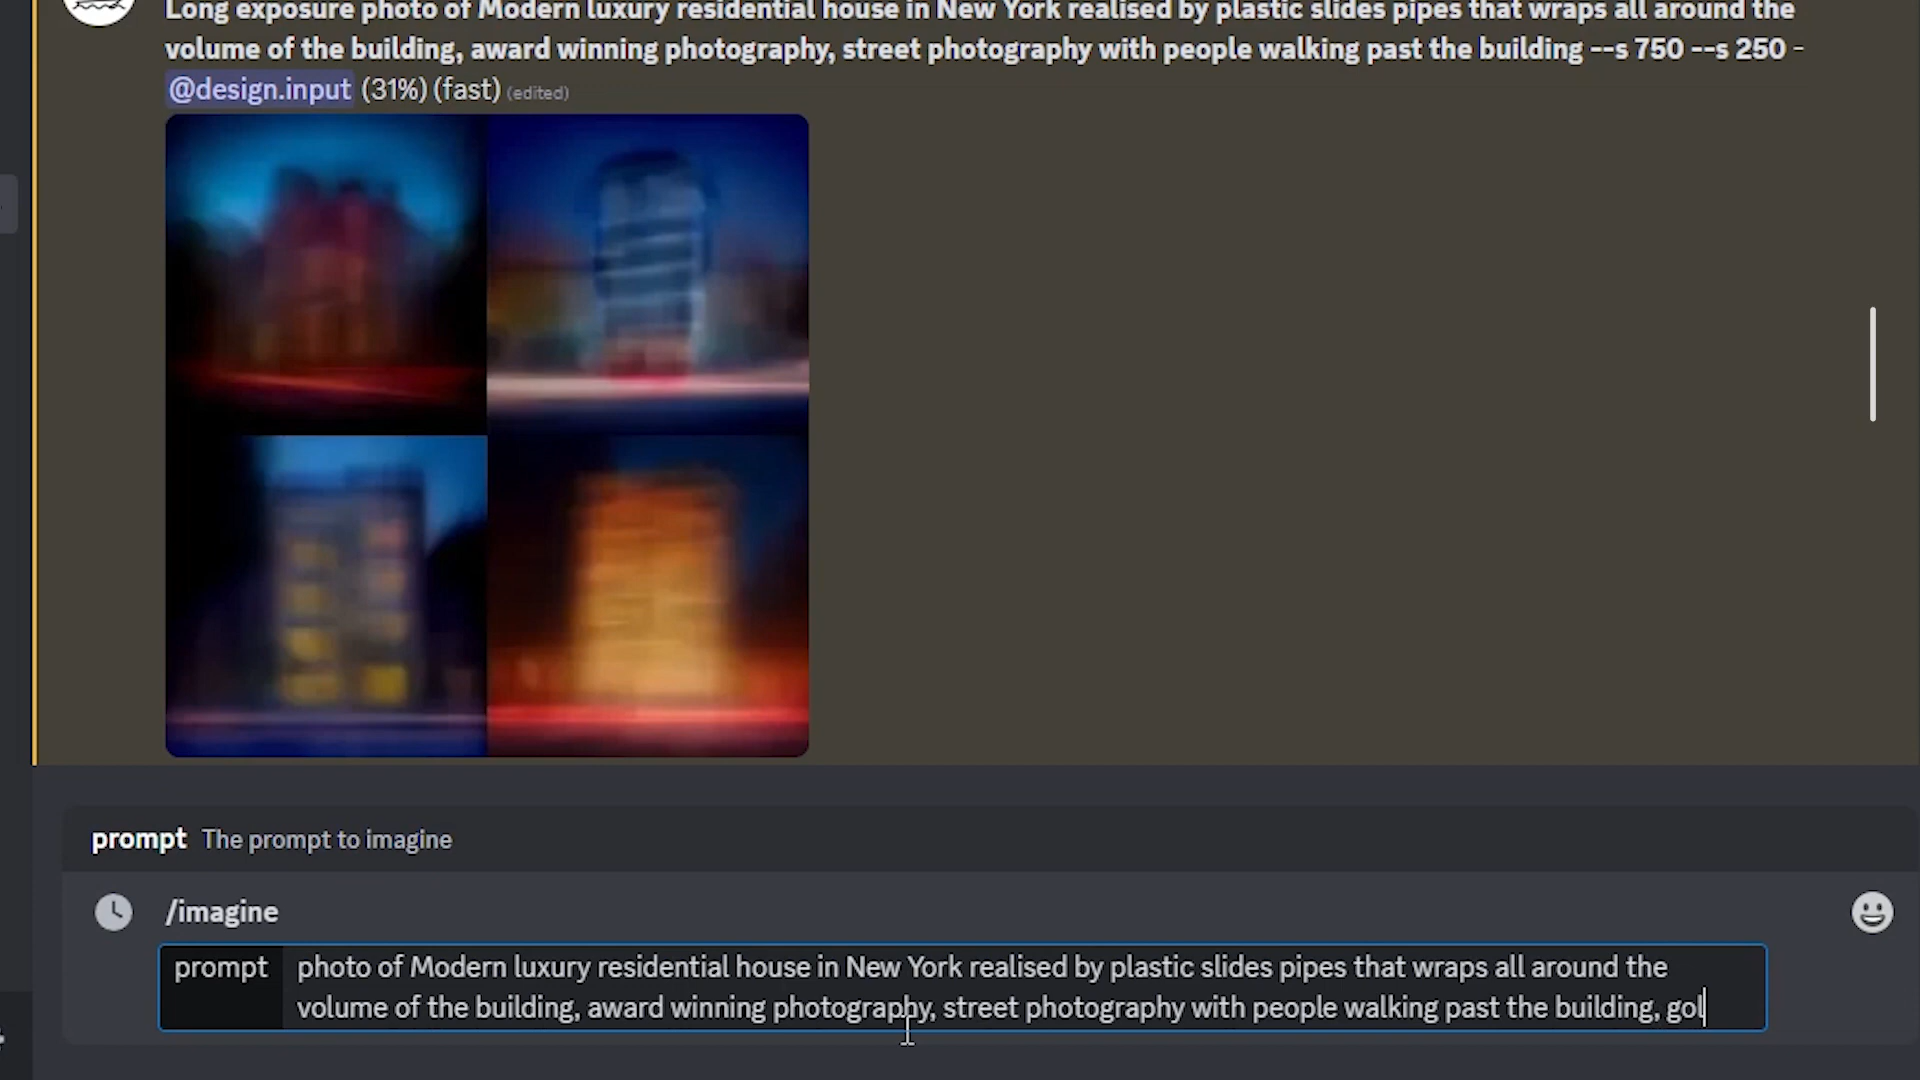 Long exposure photo of Modern luxury residential house in New York realised by plastic slides pipes that wraps all around the
volume of the building, award winning photography, street photography with people walking past the building --s 750 --s 250 -
@design.input (31%) (fast) (edited)
prompt The prompt to imagine
/imagine
prompt photo of Modern luxury residential house in New York realised by plastic slides pipes that wraps all around the
volume of the building, award winning photography, street photography with people walking past the building, gol